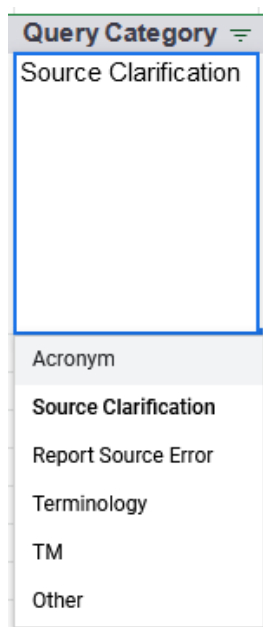 Query Category
Source Clarification
Acronym
Source Clarification
Report Source Error
Terminology
TM
Other